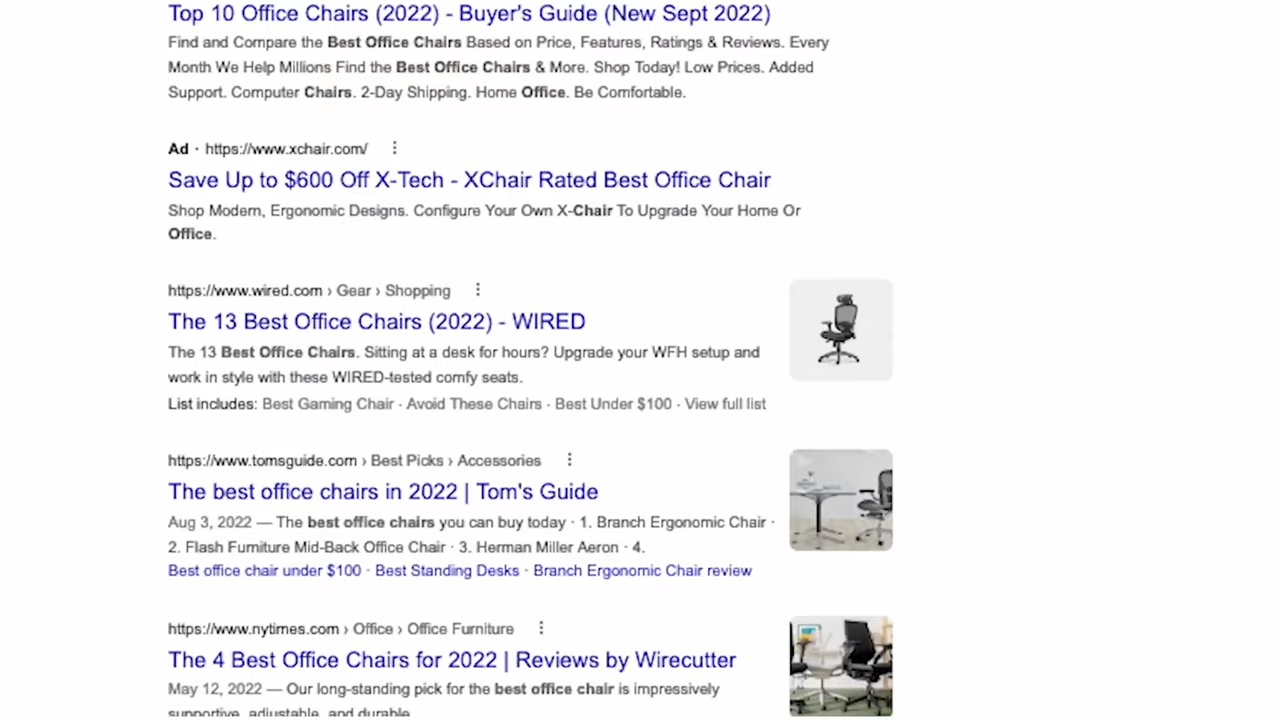 Top 10 Office Chairs (2022) - Buyer's Guide (New Sept 2022)
Find and Compare the Best Office Chairs Based on Price, Features, Ratings & Reviews. Every
Month We Help Millions Find the Best Office Chairs & More. Shop Today! Low Prices. Added
Support. Computer Chairs. 2-Day Shipping. Home Office. Be Comfortable.
Ad · https://www.xchair.com/
Save Up to $600 Off X-Tech - XChair Rated Best Office Chair
Shop Modern, Ergonomic Designs. Configure Your Own X-Chair To Upgrade Your Home Or
Office.
https://www.wired.com › Gear › Shopping
The 13 Best Office Chairs (2022) - WIRED
The 13 Best Office Chairs. Sitting at a desk for hours? Upgrade your WFH setup and
work in style with these WIRED-tested comfy seats.
List includes: Best Gaming Chair · Avoid These Chairs · Best Under $100 · View full list
https://www.tomsguide.com › Best Picks › Accessories
The best office chairs in 2022 | Tom's Guide
Aug 3, 2022 — The best office chairs you can buy today · 1. Branch Ergonomic Chair ·
2. Flash Furniture Mid-Back Office Chair · 3. Herman Miller Aeron · 4.
Best office chair under $100 · Best Standing Desks · Branch Ergonomic Chair review
https://www.nytimes.com › Office › Office Furniture
The 4 Best Office Chairs for 2022 | Reviews by Wirecutter
May 12, 2022 — Our long-standing pick for the best office chair is impressively
supportive, adjustable, and durable.